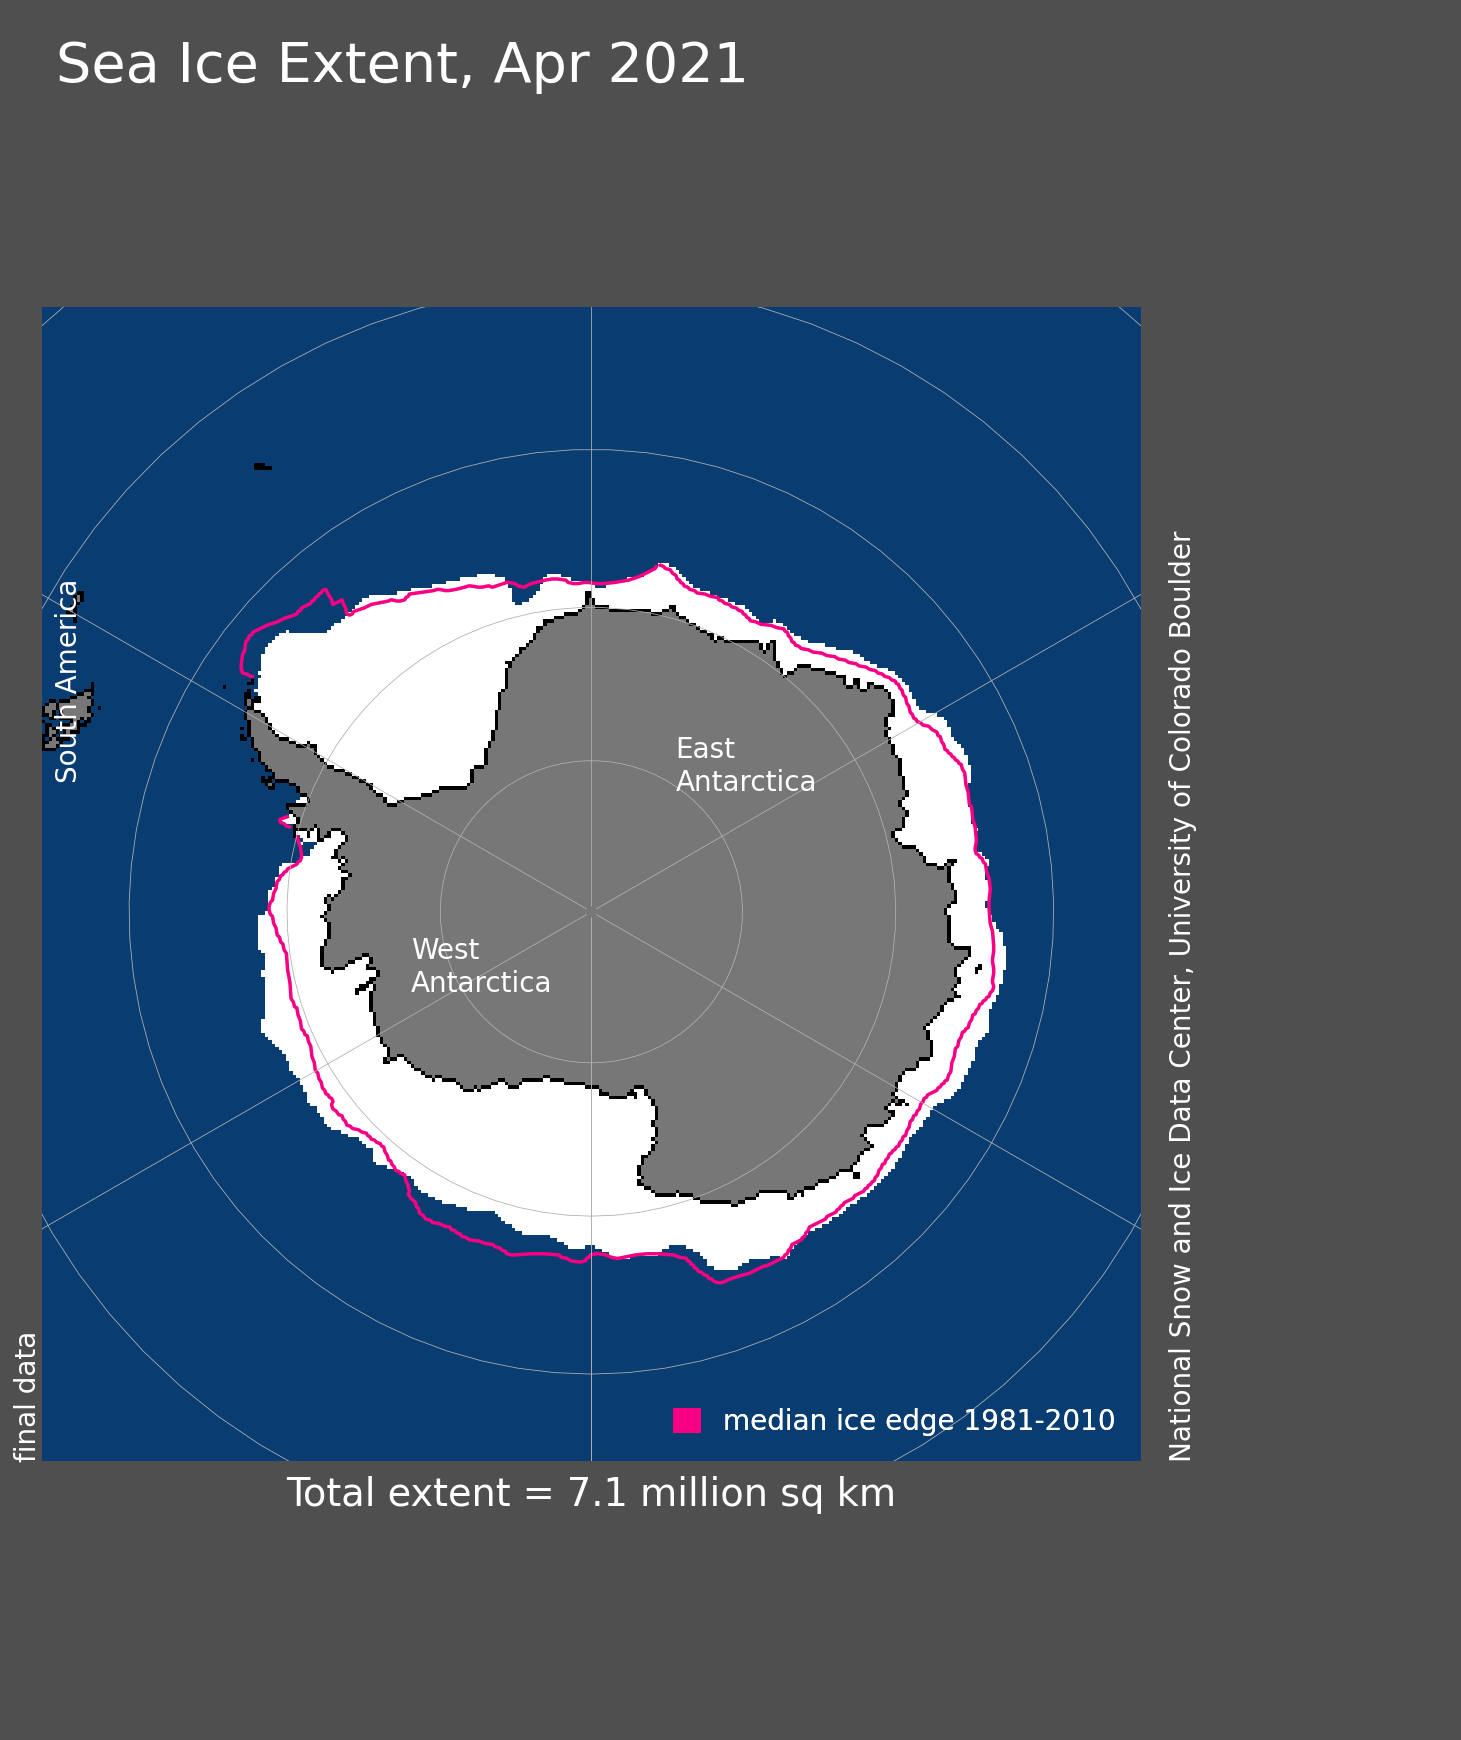 Sea Ice Extent, Apr 2021
South America
East
Antarctica
West
Antarctica
median ice edge 1981-2010
final data
National Snow and Ice Data Center, University of Colorado Boulder
Total extent = 7.1 million sq km